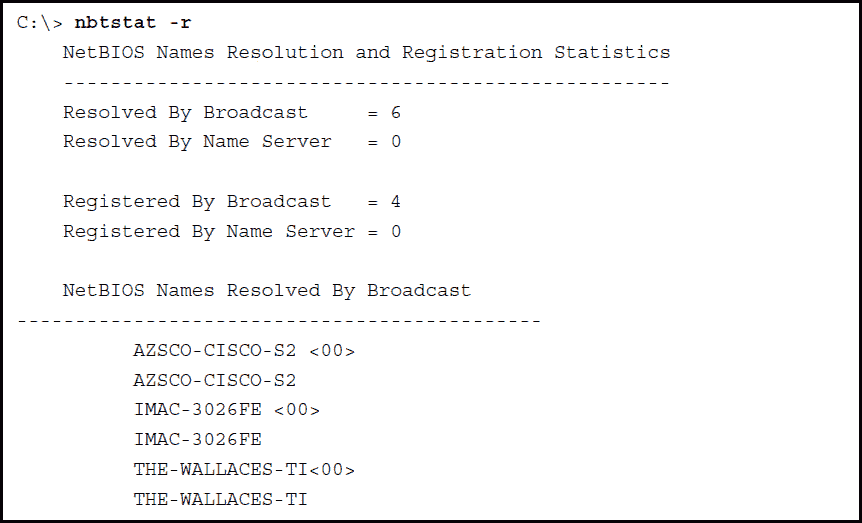 C:\> nbtstat -r
NetBIOS Names Resolution and Registration Statistics
----------------------------------------------------
Resolved By Broadcast     = 6
Resolved By Name Server   = 0
Registered By Broadcast   = 4
Registered By Name Server = 0
NetBIOS Names Resolved By Broadcast
---------------------------------------------
AZSCO-CISCO-S2 <00>
AZSCO-CISCO-S2
IMAC-3026FE <00>
IMAC-3026FE
THE-WALLACES-TI<00>
THE-WALLACES-TI